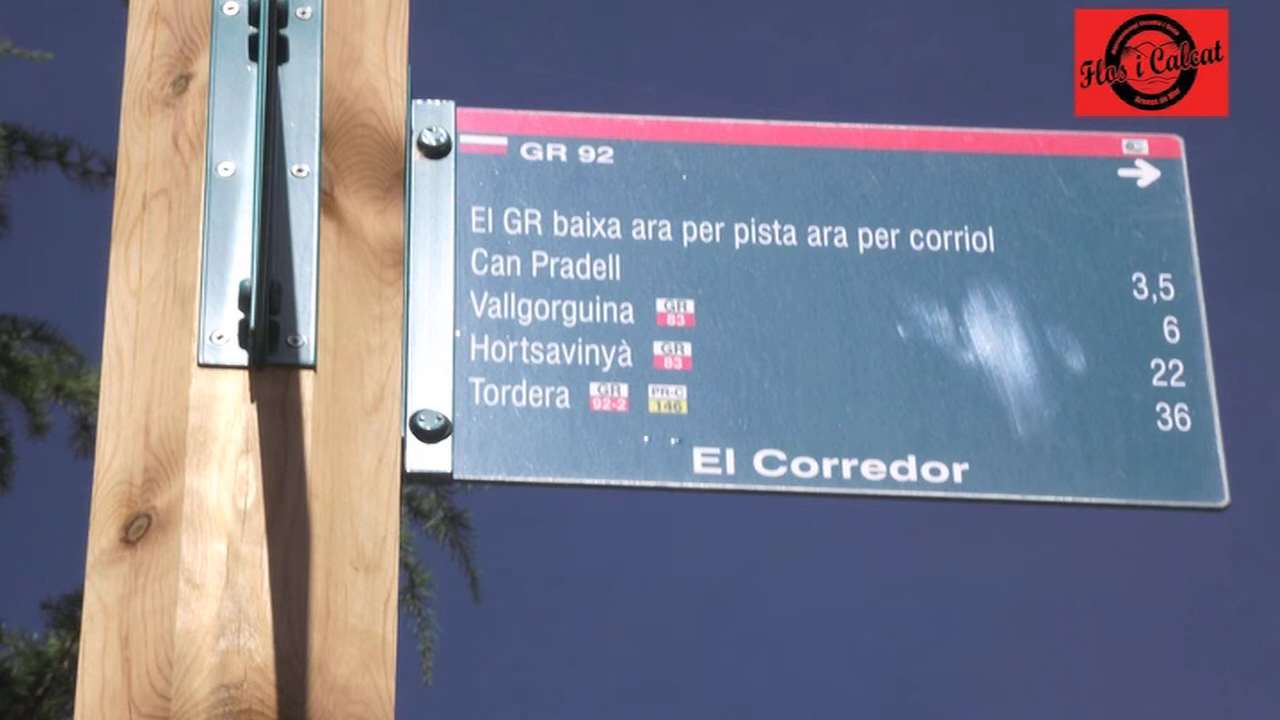 Flos i Calcat
GR 92
El GR baixa ara per pista ara per corriol
Can Pradell 3,5
Vallgorguina GR 83 6
Hortsavinyà GR 83 22
Tordera GR 92-2 PR-C 146 36
El Corredor